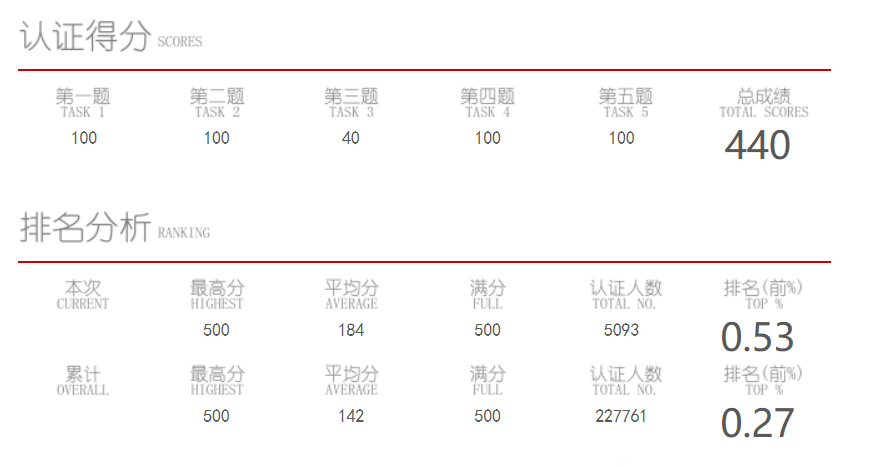 认证得分 SCORES
第一题 第二题 第三题 第四题 第五题 总成绩
TASK 1 TASK 2 TASK 3 TASK 4 TASK 5 TOTAL SCORES
100 100 40 100 100 440
排名分析 RANKING
本次 最高分 平均分 满分 认证人数 排名(前%)
CURRENT HIGHEST AVERAGE FULL TOTAL NO. TOP %
500 184 500 5093 0.53
累计 最高分 平均分 满分 认证人数 排名(前%)
OVERALL HIGHEST AVERAGE FULL TOTAL NO. TOP %
500 142 500 227761 0.27